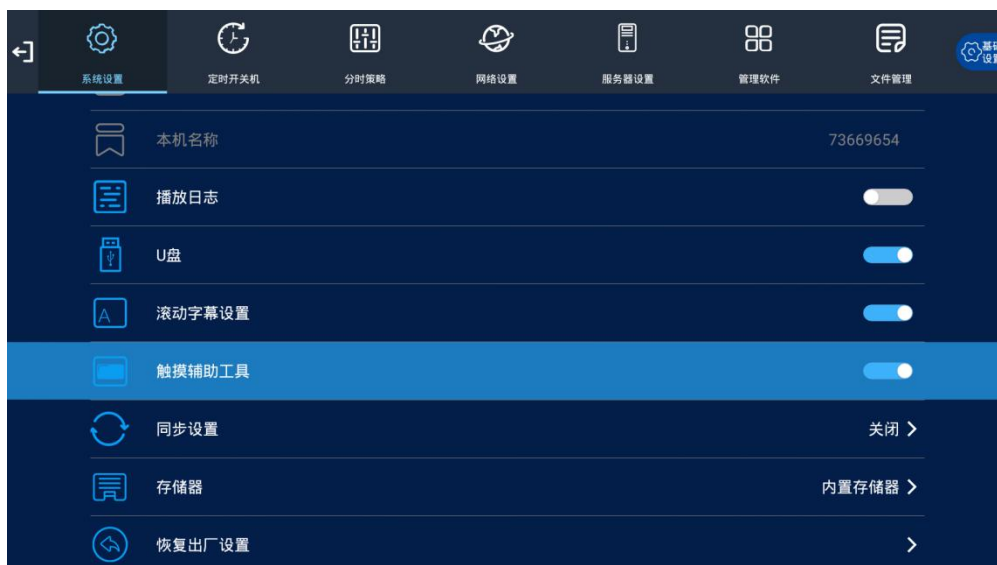 系统设置
定时开关机
分时策略
网络设置
服务器设置
管理软件
文件管理
本机名称
73669654
播放日志
U盘
滚动字幕设置
触摸辅助工具
同步设置
关闭
存储器
内置存储器
恢复出厂设置